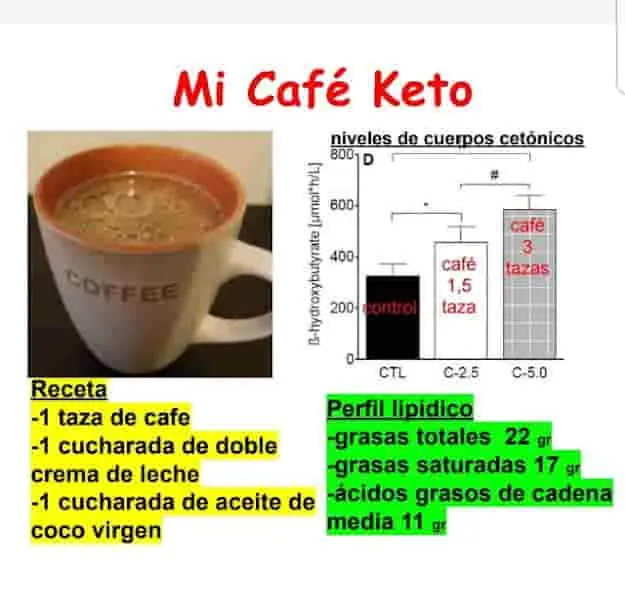 Mi Café Keto
COFFEE
Receta
-1 taza de cafe
-1 cucharada de doble
crema de leche
-1 cucharada de aceite de
coco virgen
niveles de cuerpos cetónicos
D
800
600
400
200
0
ß-hydroxybutyrate [µmol*h/L]
*
#
control
café
1,5
taza
café
3
tazas
CTL
C-2.5
C-5.0
Perfil lipídico
-grasas totales 22 gr
-grasas saturadas 17 gr
-ácidos grasos de cadena
media 11 gr